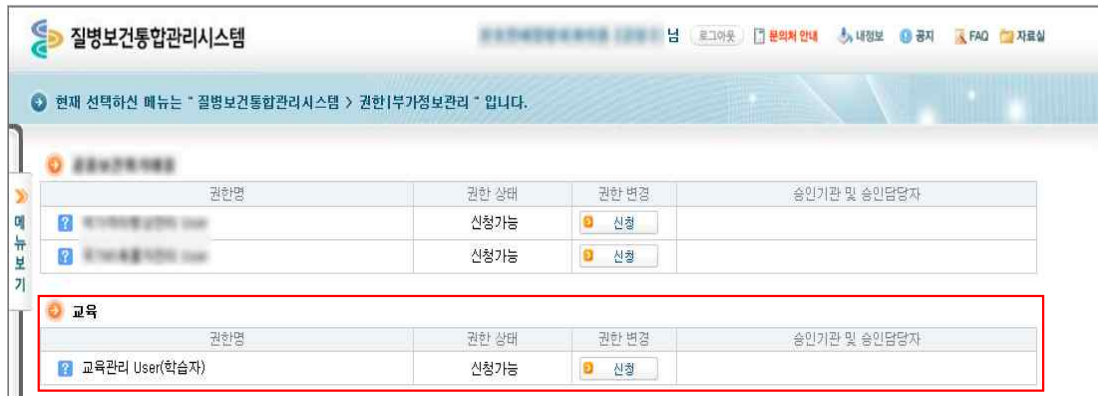 질병보건통합관리시스템
님 로그아웃 문의처 안내 내정보 공지 FAQ 자료실
현재 선택하신 메뉴는 " 질병보건통합관리시스템 > 권한|부가정보관리 " 입니다.
메뉴보기
권한명 권한 상태 권한 변경 승인기관 및 승인담당자
신청가능 신청
신청가능 신청
교육
권한명 권한 상태 권한 변경 승인기관 및 승인담당자
교육관리 User(학습자) 신청가능 신청